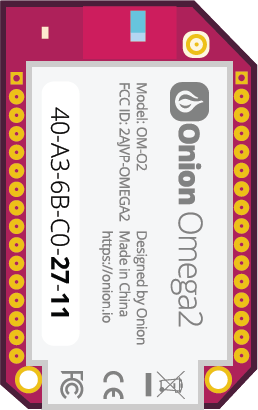 Onion Omega2
Model: OM-O2
FCC ID: 2AJVP-OMEGA2
Designed by Onion
Made in China
https://onion.io
40-A3-6B-C0-27-11